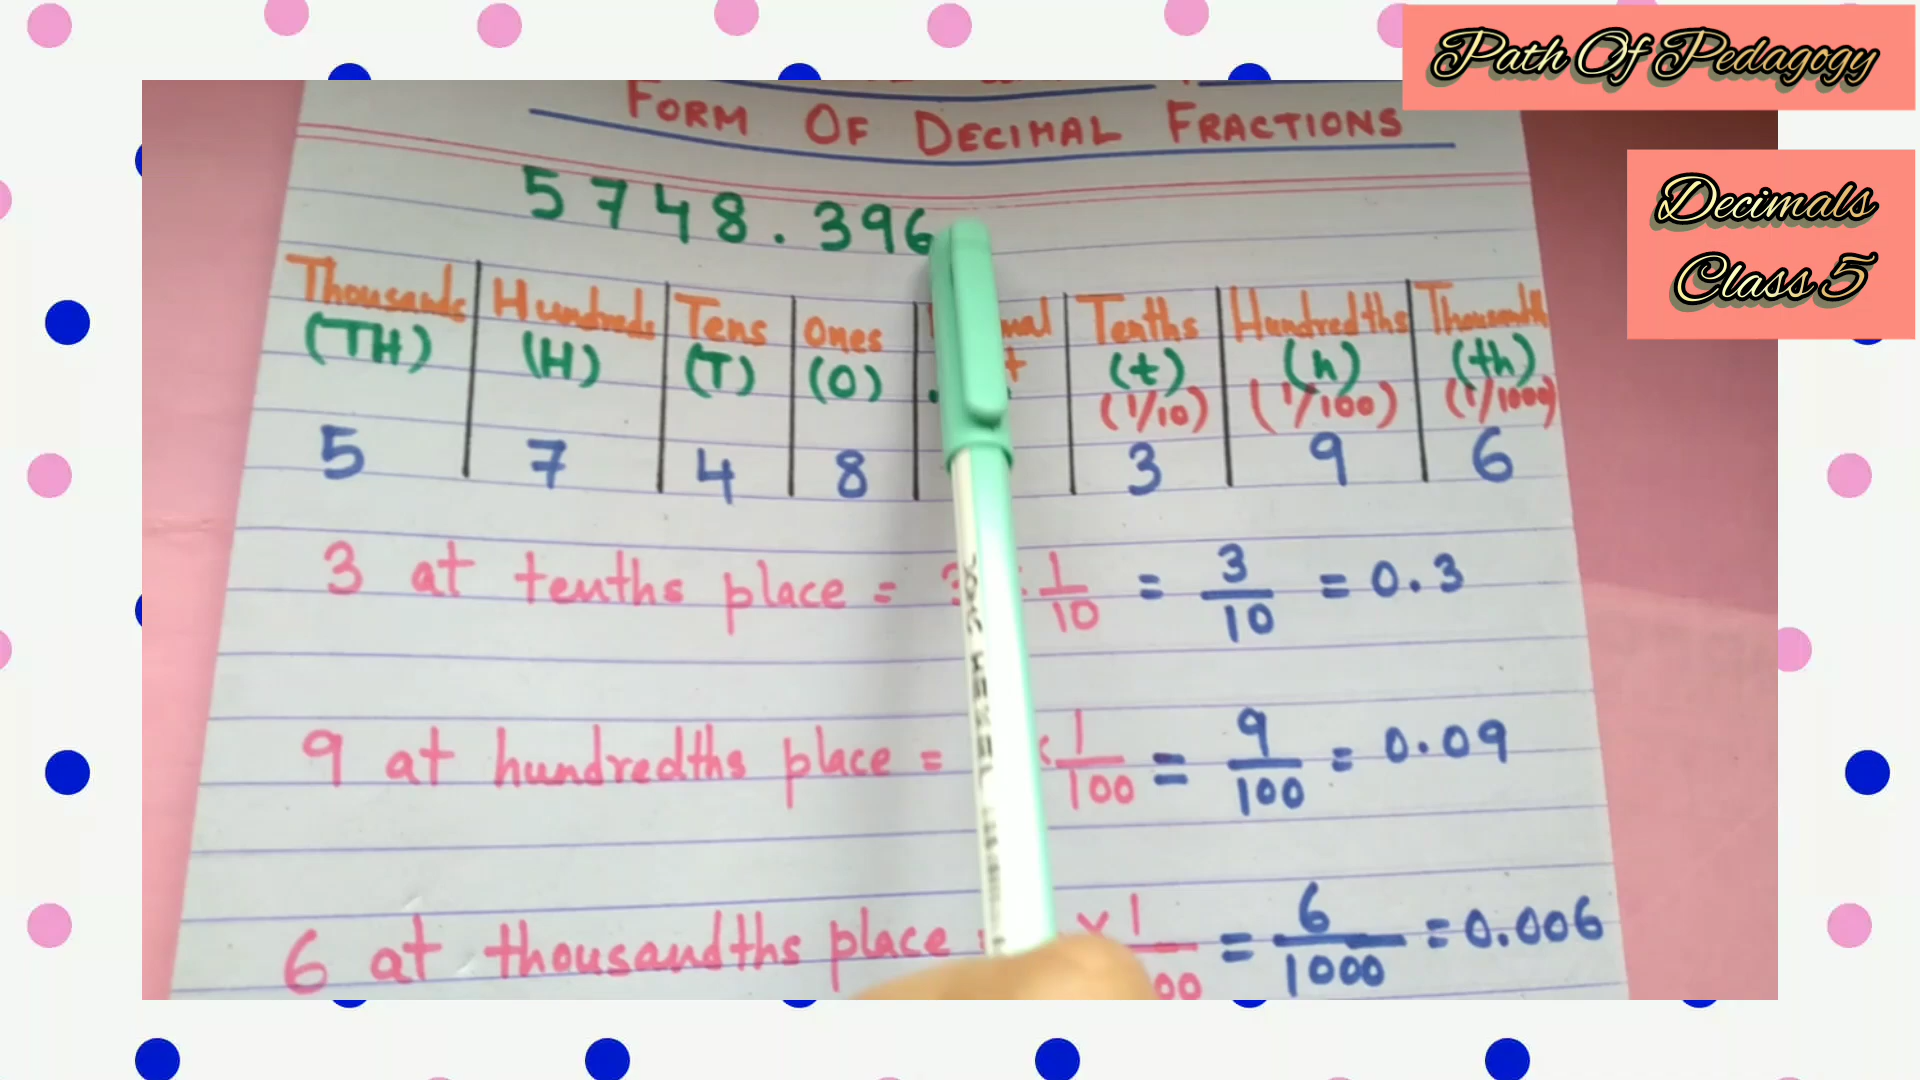 Path Of Pedagogy
FORM OF DECIMAL FRACTIONS
Decimals
Class 5
5748.396
Thousands Hundreds Tens Ones Tenths Hundredths
(TH) (H) (T) (O) (t) (h) (th)
(1/10) (1/100) (1/1000)
5 7 4 8 3 9 6
3 at tenths place = 1/10 = 3/10 = 0.3
9 at hundredths place = 1/100 = 9/100 = 0.09
6 at thousandths place × 1 = 6/1000 = 0.006